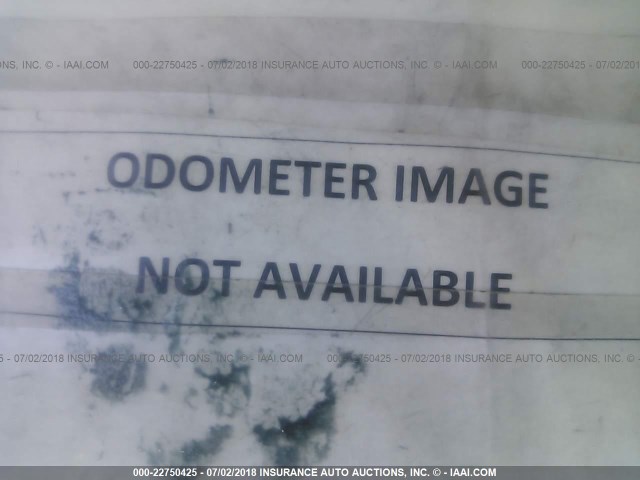 NS, INC. © - IAAI.COM 000-22750425 - 07/02/2018 INSURANCE AUTO AUCTIONS, INC. © - IAAI.COM 000-22750425 - 07/02/2018
ODOMETER IMAGE
NOT AVAILABLE
25 - 07/02/2018 INSURANCE AUTO AUCTIONS, INC. © - IAAI.COM 000-22750425 - 07/02/2018 INSURANCE AUTO AUCTIONS, INC.
000-22750425 - 07/02/2018 INSURANCE AUTO AUCTIONS, INC. © - IAAI.COM